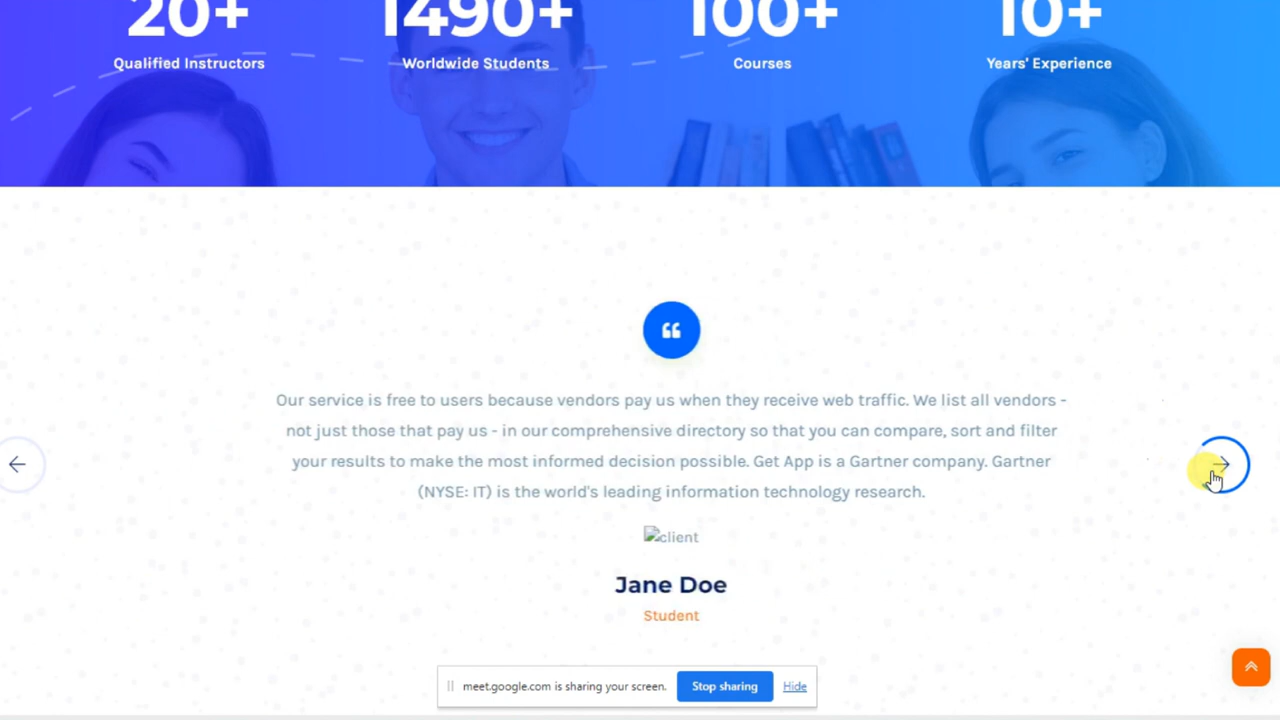 20+ 1490+ 100+ 10+
Qualified Instructors Worldwide Students Courses Years' Experience
Our service is free to users because vendors pay us when they receive web traffic. We list all vendors -
not just those that pay us - in our comprehensive directory so that you can compare, sort and filter
your results to make the most informed decision possible. Get App is a Gartner company. Gartner
(NYSE: IT) is the world's leading information technology research.
client
Jane Doe
Student
meet.google.com is sharing your screen. Stop sharing Hide